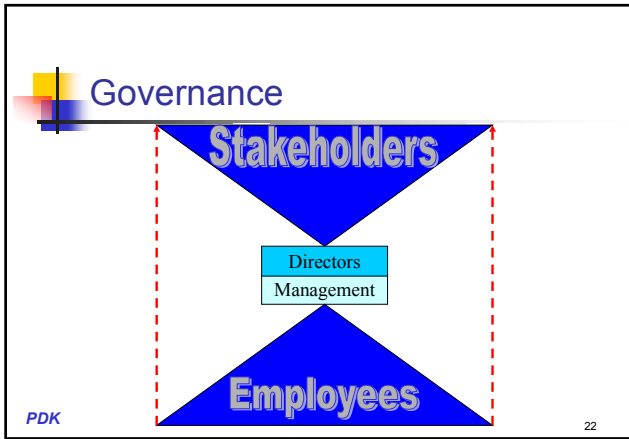 Governance
Stakeholders
Directors
Management
Employees
PDK
22